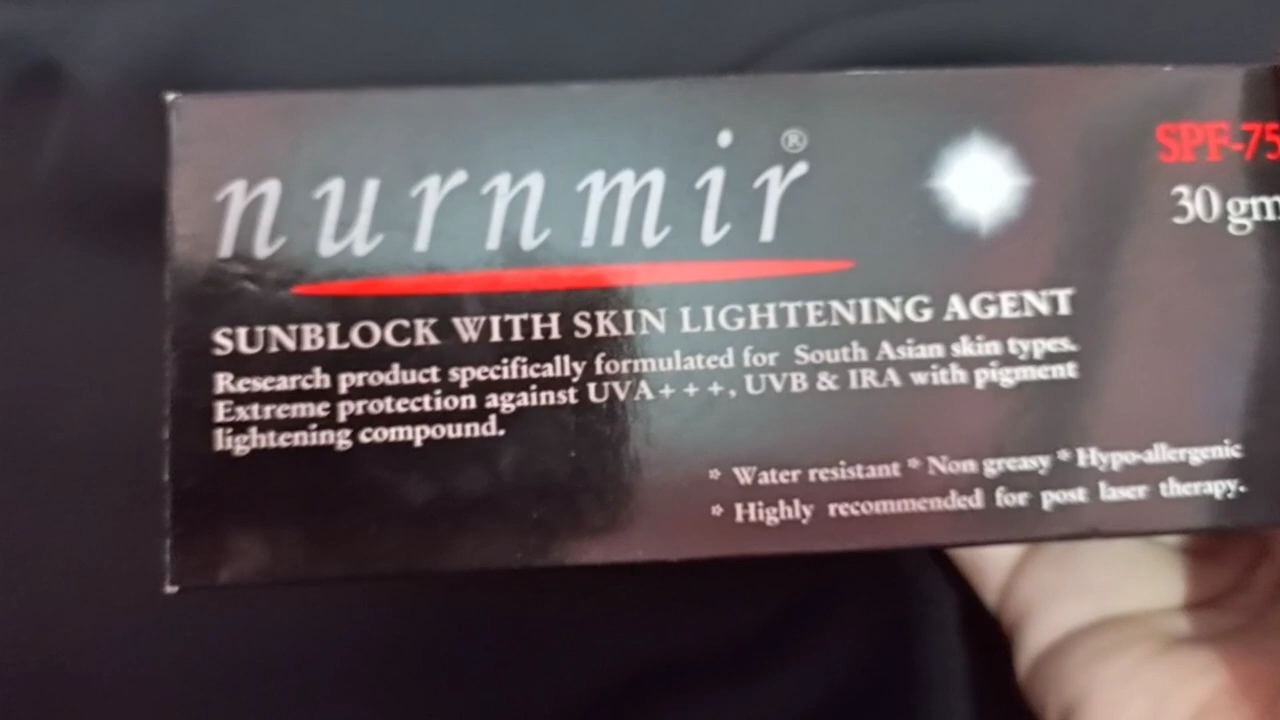 nurnmir®
SPF-75
30 gm
SUNBLOCK WITH SKIN LIGHTENING AGENT
Research product specifically formulated for South Asian skin types.
Extreme protection against UVA+++, UVB & IRA with pigment
lightening compound.
* Water resistant * Non greasy * Hypo-allergenic
* Highly recommended for post laser therapy.